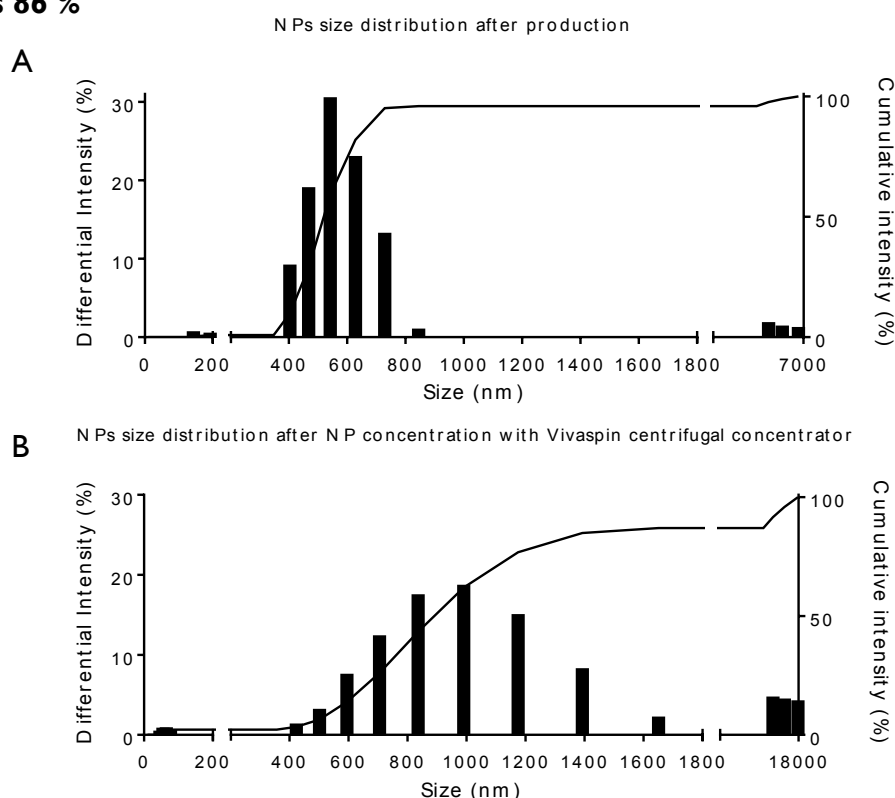 86 %
NPs size distribution after production
A
Differential Intensity (%)
30
20
10
0
Cumulative intensity (%)
100
50
0
0 200 400 600 800 1000 1200 1400 1600 1800 7000
Size (nm)
B
NPs size distribution after NP concentration with Vivaspin centrifugal concentrator
Differential Intensity (%)
30
20
10
0
Cumulative intensity (%)
100
50
0
0 200 400 600 800 1000 1200 1400 1600 1800 18000
Size (nm)